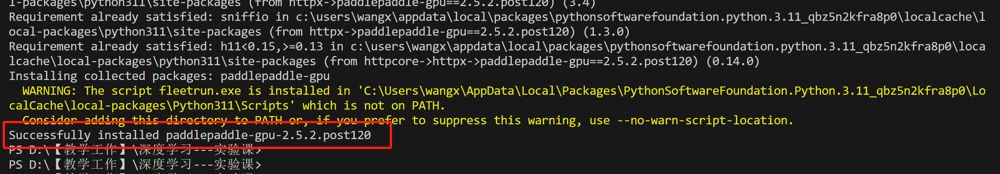 l-packages\python311\site-packages (from httpx->paddlepaddle-gpu==2.5.2.post120) (3.4)
Requirement already satisfied: sniffio in c:\users\wangx\appdata\local\packages\pythonsoftwarefoundation.python.3.11_qbz5n2kfra8p0\localcache\l
ocal-packages\python311\site-packages (from httpx->paddlepaddle-gpu==2.5.2.post120) (1.3.0)
Requirement already satisfied: h11<0.15,>=0.13 in c:\users\wangx\appdata\local\packages\pythonsoftwarefoundation.python.3.11_qbz5n2kfra8p0\loca
lcache\local-packages\python311\site-packages (from httpcore->httpx->paddlepaddle-gpu==2.5.2.post120) (0.14.0)
Installing collected packages: paddlepaddle-gpu
  WARNING: The script fleetrun.exe is installed in 'C:\Users\wangx\AppData\Local\Packages\PythonSoftwareFoundation.Python.3.11_qbz5n2kfra8p0\Lo
calCache\local-packages\Python311\Scripts' which is not on PATH.
  Consider adding this directory to PATH or, if you prefer to suppress this warning, use --no-warn-script-location.
Successfully installed paddlepaddle-gpu-2.5.2.post120
PS D:\【教学工作】\深度学习---实验课>
PS D:\【教学工作】\深度学习---实验课>